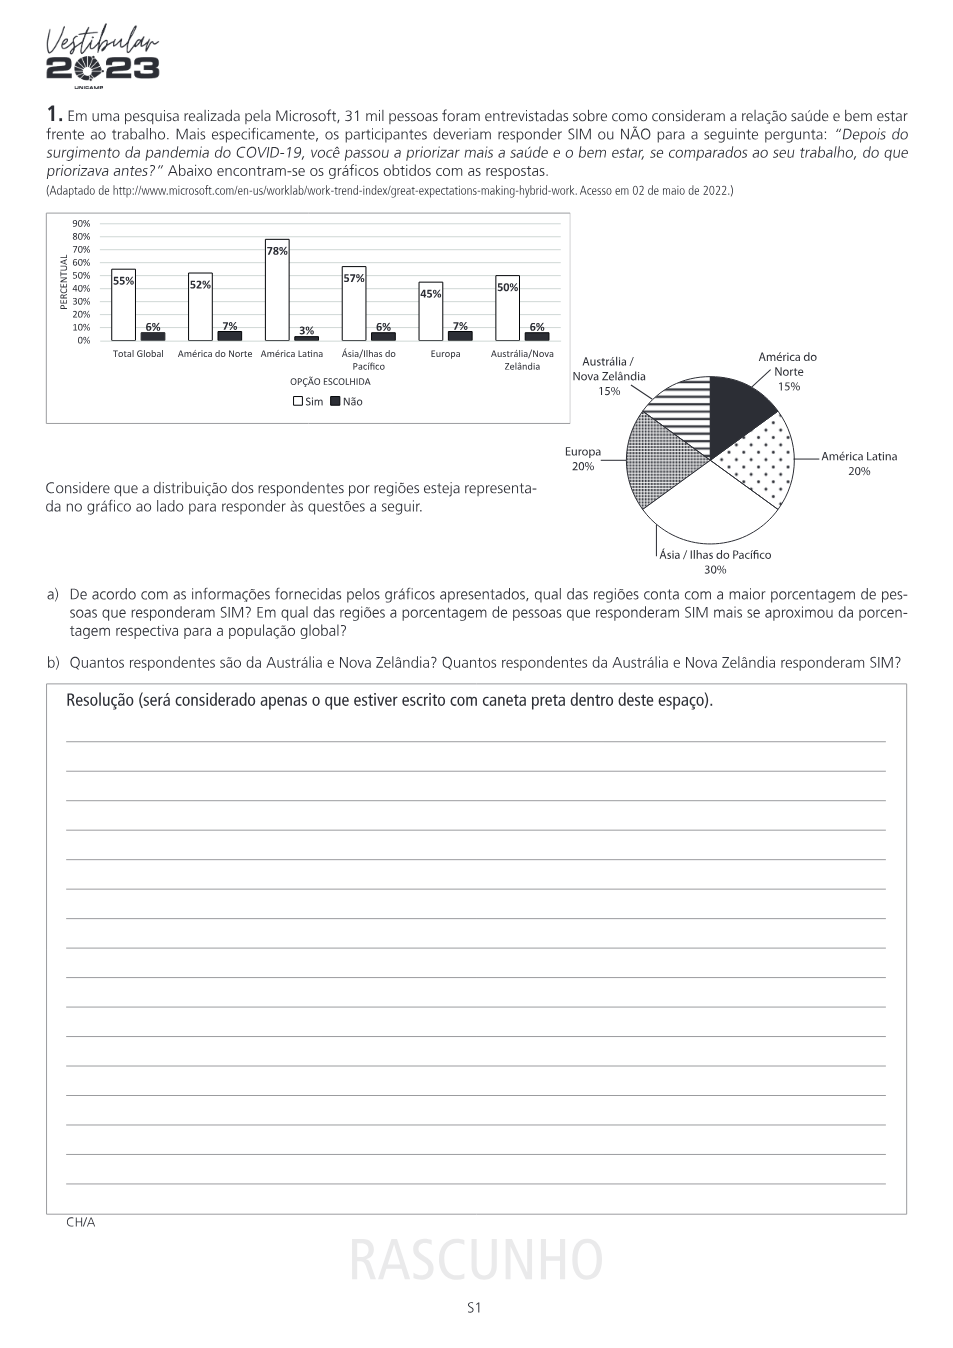 Vestibular
2023
UNICAMP
1. Em uma pesquisa realizada pela Microsoft, 31 mil pessoas foram entrevistadas sobre como consideram a relação saúde e bem estar
frente ao trabalho. Mais especificamente, os participantes deveriam responder SIM ou NÃO para a seguinte pergunta: “Depois do
surgimento da pandemia do COVID-19, você passou a priorizar mais a saúde e o bem estar, se comparados ao seu trabalho, do que
priorizava antes?” Abaixo encontram-se os gráficos obtidos com as respostas.
(Adaptado de http://www.microsoft.com/en-us/worklab/work-trend-index/great-expectations-making-hybrid-work. Acesso em 02 de maio de 2022.)
PERCENTUAL
90%
80%
70%
60%
50%
40%
30%
20%
10%
0%
55%
6%
52%
7%
78%
3%
57%
6%
45%
7%
50%
6%
Total Global
América do Norte
América Latina
Ásia/Ilhas do
Pacífico
Europa
Austrália/Nova
Zelândia
OPÇÃO ESCOLHIDA
Sim
Não
Austrália /
Nova Zelândia
15%
América do
Norte
15%
Europa
20%
América Latina
20%
Ásia / Ilhas do Pacífico
30%
Considere que a distribuição dos respondentes por regiões esteja representa-
da no gráfico ao lado para responder às questões a seguir.
a) De acordo com as informações fornecidas pelos gráficos apresentados, qual das regiões conta com a maior porcentagem de pes-
soas que responderam SIM? Em qual das regiões a porcentagem de pessoas que responderam SIM mais se aproximou da porcen-
tagem respectiva para a população global?
b) Quantos respondentes são da Austrália e Nova Zelândia? Quantos respondentes da Austrália e Nova Zelândia responderam SIM?
Resolução (será considerado apenas o que estiver escrito com caneta preta dentro deste espaço).
CH/A
RASCUNHO
S1